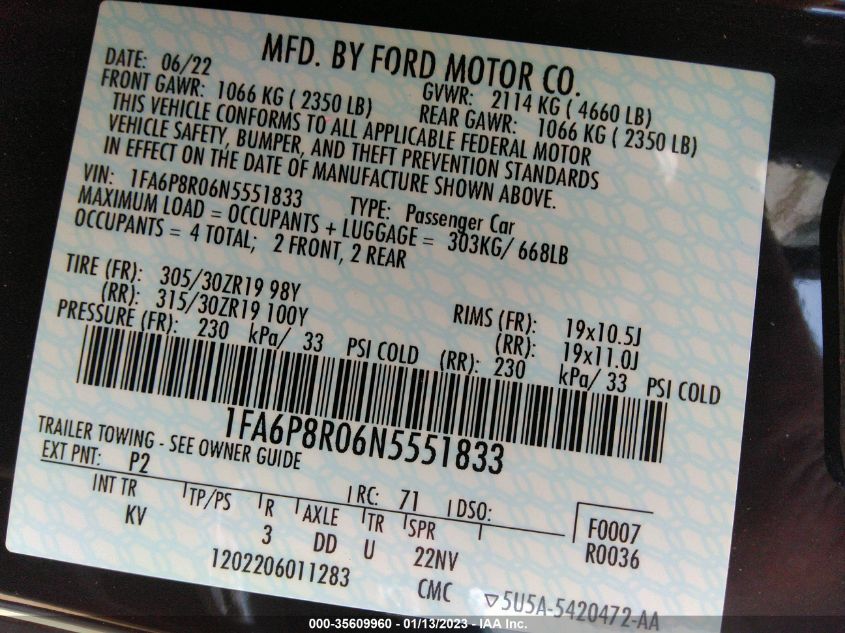 MFD. BY FORD MOTOR CO.
DATE: 06/22 GVWR: 2114 KG ( 4660 LB)
FRONT GAWR: 1066 KG ( 2350 LB) REAR GAWR: 1066 KG ( 2350 LB)
THIS VEHICLE CONFORMS TO ALL APPLICABLE FEDERAL MOTOR
VEHICLE SAFETY, BUMPER, AND THEFT PREVENTION STANDARDS
IN EFFECT ON THE DATE OF MANUFACTURE SHOWN ABOVE.
VIN: 1FA6P8R06N5551833 TYPE: Passenger Car
MAXIMUM LOAD = OCCUPANTS + LUGGAGE = 303KG/ 668LB
OCCUPANTS = 4 TOTAL; 2 FRONT, 2 REAR
TIRE (FR): 305/30ZR19 98Y RIMS (FR): 19x10.5J
(RR): 315/30ZR19 100Y (RR): 19x11.0J
PRESSURE (FR): 230 kPa/ 33 PSI COLD (RR): 230 kPa/ 33 PSI COLD
1FA6P8R06N5551833
TRAILER TOWING - SEE OWNER GUIDE
EXT PNT: P2 RC: 71 DSO: F0007
INT TR TP/PS R AXLE TR SPR R0036
KV 3 DD U 22NV
1202206011283 CMC ▽5U5A-5420472-AA
000-35609960 - 01/13/2023 - IAA Inc.